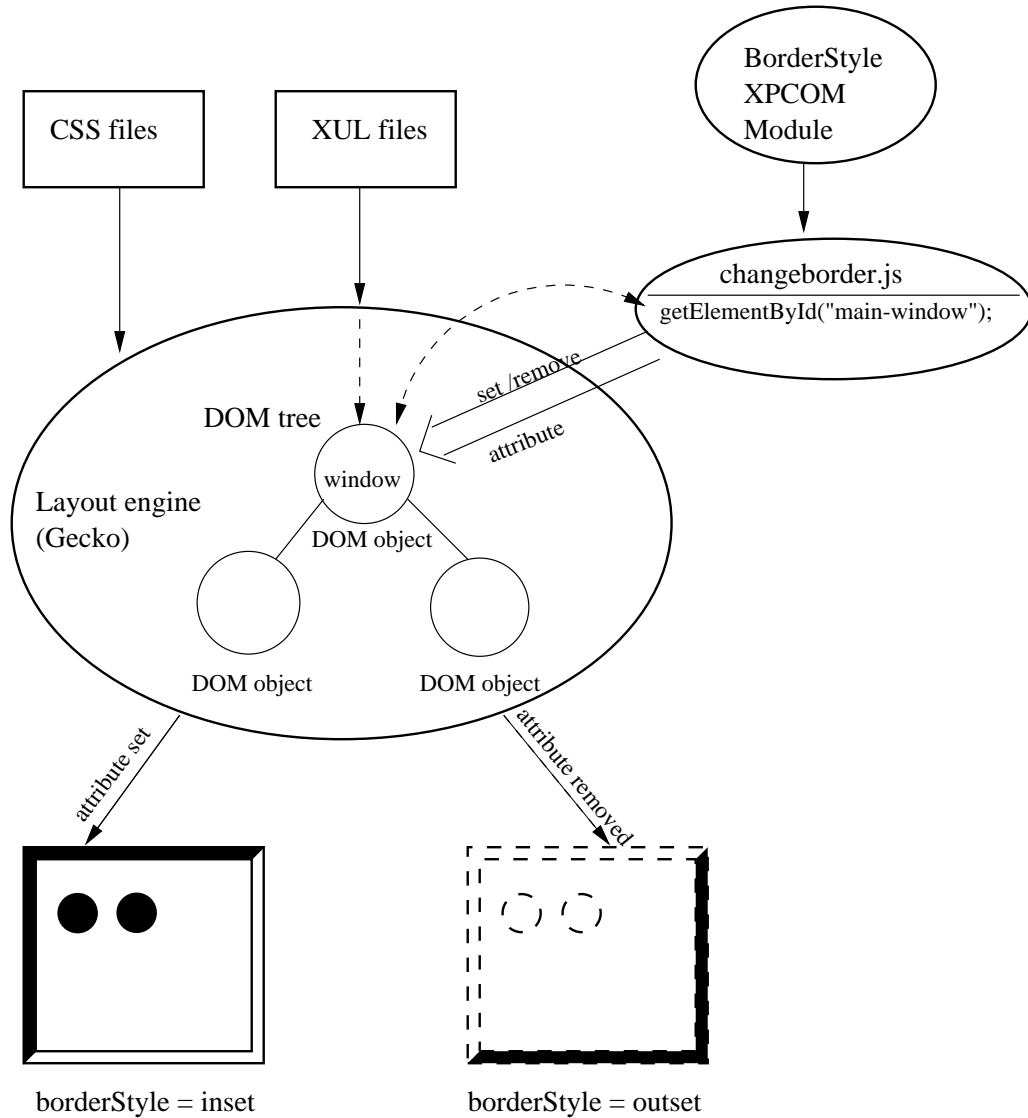 BorderStyle
XPCOM
Module
CSS files
XUL files
changeborder.js
getElementById("main-window");
set /remove
attribute
DOM tree
window
DOM object
Layout engine
(Gecko)
DOM object
DOM object
attribute set
attribute removed
borderStyle = inset
borderStyle = outset